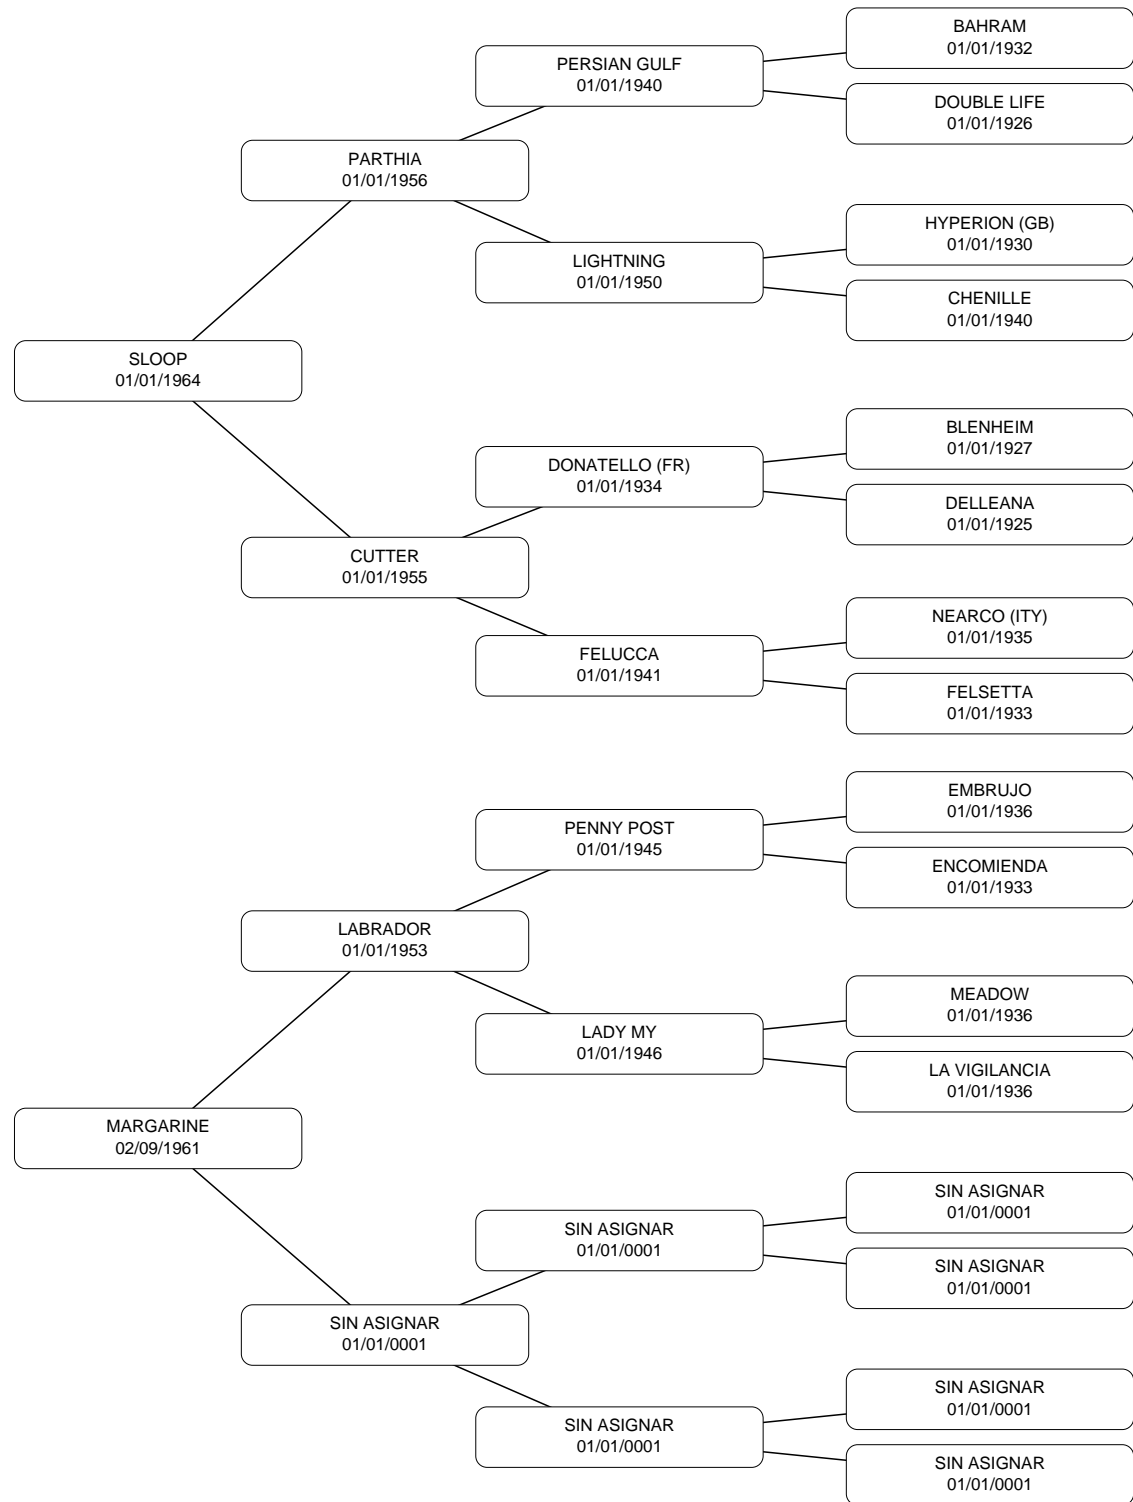 BAHRAM
01/01/1932
PERSIAN GULF
01/01/1940
DOUBLE LIFE
01/01/1926
PARTHIA
01/01/1956
HYPERION (GB)
01/01/1930
LIGHTNING
01/01/1950
CHENILLE
01/01/1940
SLOOP
01/01/1964
BLENHEIM
01/01/1927
DONATELLO (FR)
01/01/1934
DELLEANA
01/01/1925
CUTTER
01/01/1955
NEARCO (ITY)
01/01/1935
FELUCCA
01/01/1941
FELSETTA
01/01/1933
EMBRUJO
01/01/1936
PENNY POST
01/01/1945
ENCOMIENDA
01/01/1933
LABRADOR
01/01/1953
MEADOW
01/01/1936
LADY MY
01/01/1946
LA VIGILANCIA
01/01/1936
MARGARINE
02/09/1961
SIN ASIGNAR
01/01/0001
SIN ASIGNAR
01/01/0001
SIN ASIGNAR
01/01/0001
SIN ASIGNAR
01/01/0001
SIN ASIGNAR
01/01/0001
SIN ASIGNAR
01/01/0001
SIN ASIGNAR
01/01/0001